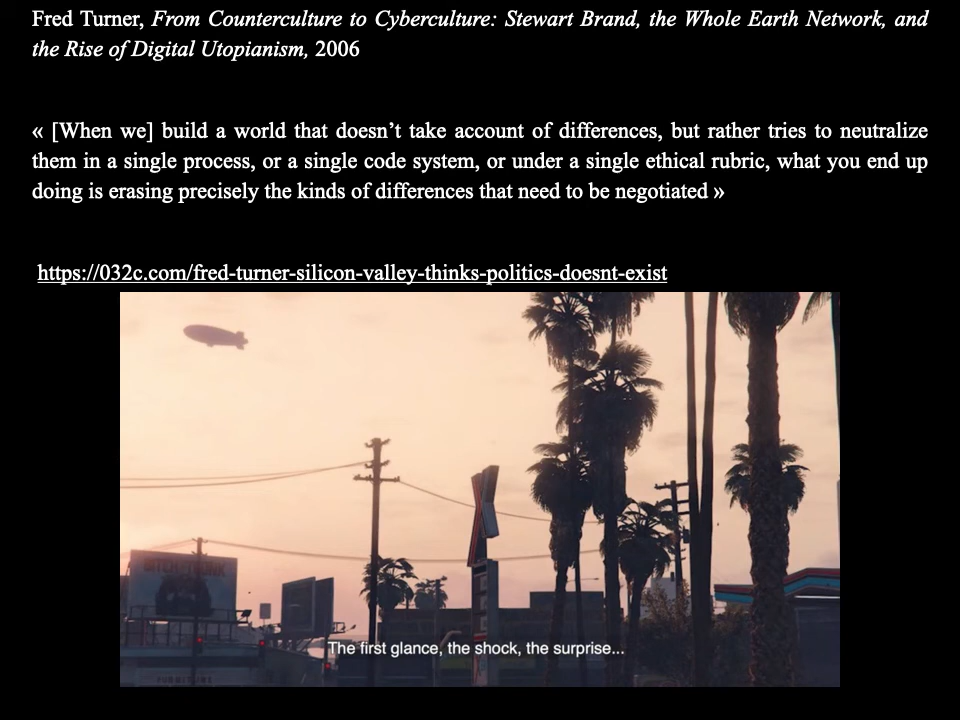 Fred Turner, From Counterculture to Cyberculture: Stewart Brand, the Whole Earth Network, and
the Rise of Digital Utopianism, 2006
« [When we] build a world that doesn’t take account of differences, but rather tries to neutralize
them in a single process, or a single code system, or under a single ethical rubric, what you end up
doing is erasing precisely the kinds of differences that need to be negotiated »
https://032c.com/fred-turner-silicon-valley-thinks-politics-doesnt-exist
The first glance, the shock, the surprise...